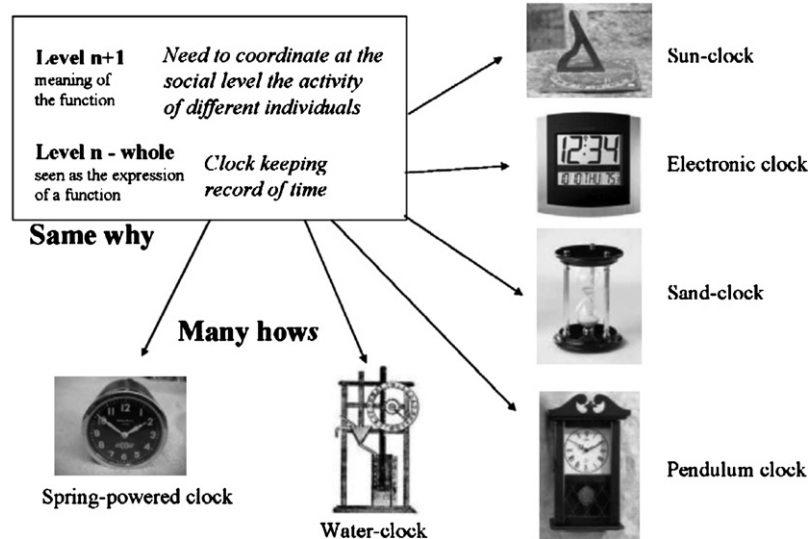 Level n+1
meaning of
the function
Need to coordinate at the
social level the activity
of different individuals
Level n - whole
seen as the expression
of a function
Clock keeping
record of time
Same why
Many hows
Sun-clock
12:34
Electronic clock
Sand-clock
Pendulum clock
Spring-powered clock
Water-clock